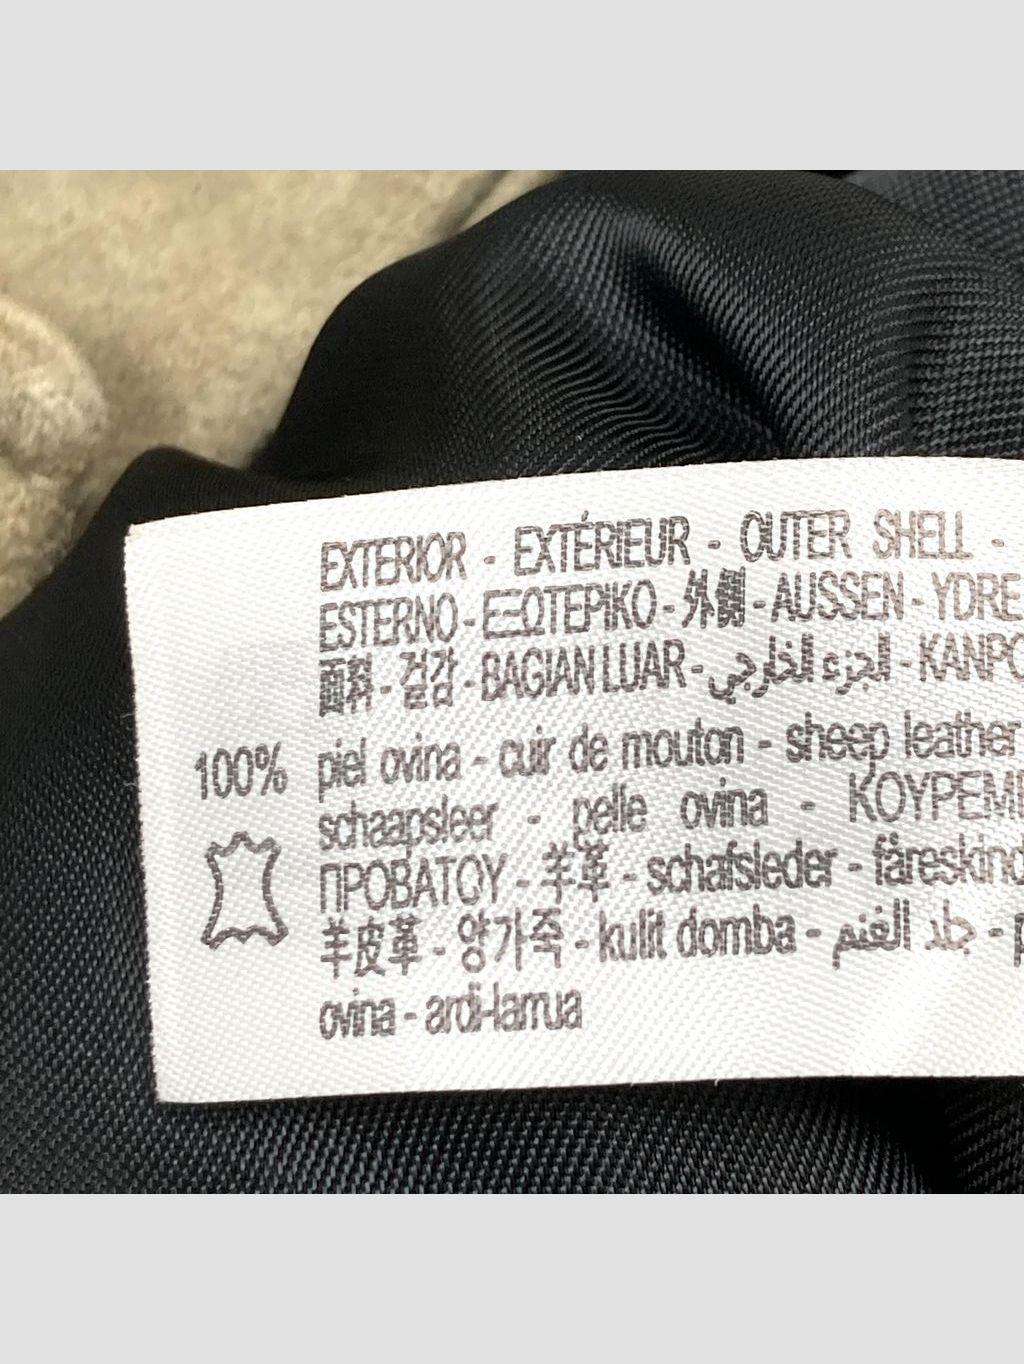 EXTERIOR - EXTÉRIEUR - OUTER SHELL -
ESTERNO - ΕΞΩΤΕΡΙΚΟ - 外側 - AUSSEN - YDRE
面料 - 겉감 - BAGIAN LUAR - الجزء الخارجي - KANPO
100% piel ovina - cuir de mouton - sheep leather
schaapsleer - pelle ovina - ΚΟΥΡΕΜΕ
ΠΡΟΒΑΤΟΥ - 羊革 - schafsleder - fåreskind
羊皮革 - 양가죽 - kulit domba - جلد الغنم - p
ovina - ardi-larrua